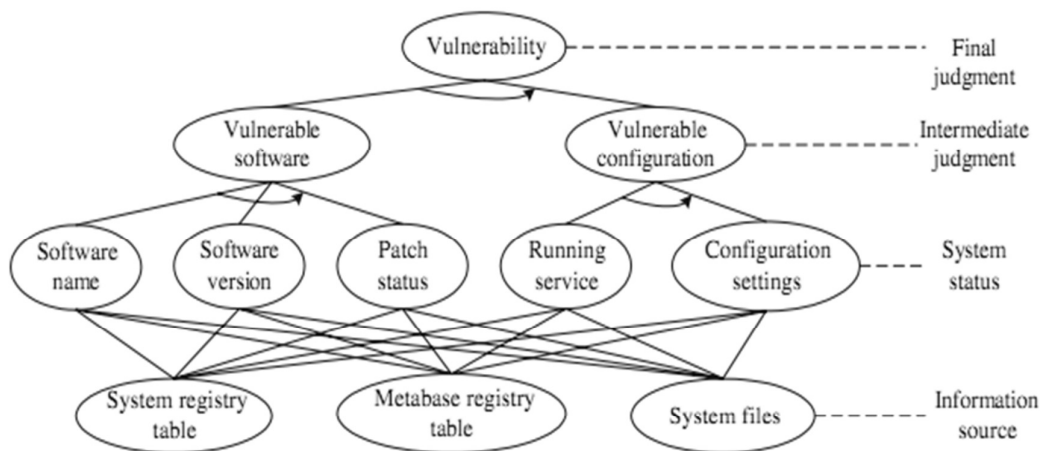 Vulnerability
Final
judgment
Vulnerable
software
Vulnerable
configuration
Intermediate
judgment
Software
name
Software
version
Patch
status
Running
service
Configuration
settings
System
status
System registry
table
Metabase registry
table
System files
Information
source